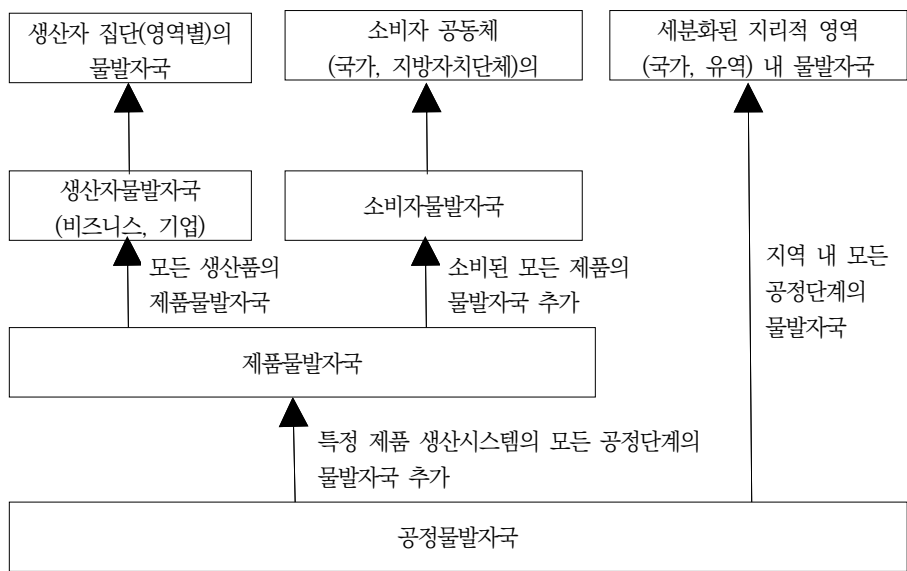 생산자 집단(영역별)의
물발자국
소비자 공동체
(국가, 지방자치단체)의
세분화된 지리적 영역
(국가, 유역) 내 물발자국
생산자물발자국
(비즈니스, 기업)
소비자물발자국
모든 생산품의
제품물발자국
소비된 모든 제품의
물발자국 추가
지역 내 모든
공정단계의
물발자국
제품물발자국
특정 제품 생산시스템의 모든 공정단계의
물발자국 추가
공정물발자국